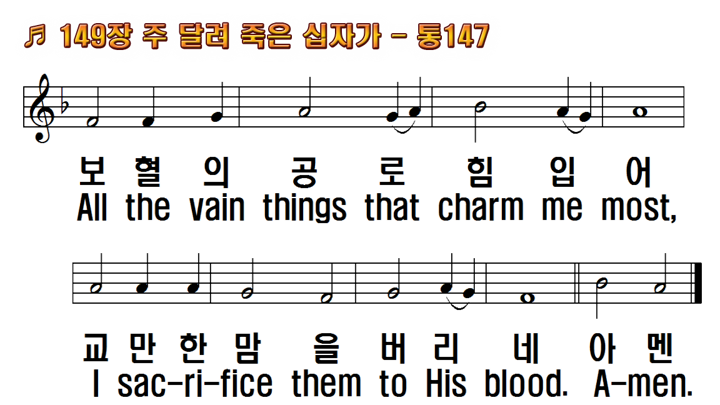 149장 주 달려 죽은 십자가 - 통147
보 혈 의 공 로 힘 입 어
All the vain things that charm me most,
교 만 한 맘 을 버 리 네 아 멘
I sac-ri-fice them to His blood. A-men.